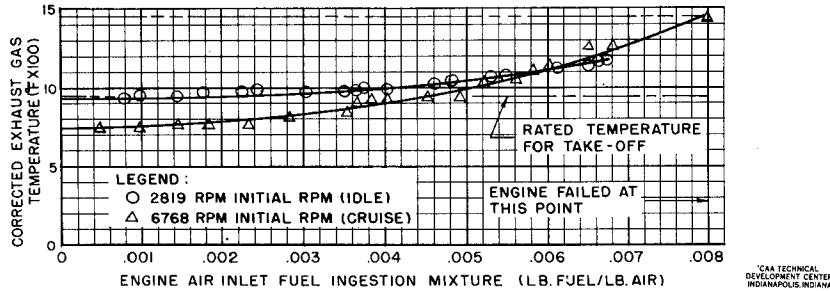 CORRECTED EXHAUST GAS
TEMPERATURE (°FX100)
15
10
5
0
RATED TEMPERATURE
FOR TAKE-OFF
LEGEND :
○ 2819 RPM INITIAL RPM (IDLE)
△ 6768 RPM INITIAL RPM (CRUISE)
ENGINE FAILED AT
THIS POINT
0 .001 .002 .003 .004 .005 .006 .007 .008
ENGINE AIR INLET FUEL INGESTION MIXTURE (LB. FUEL/LB. AIR)
'CAA TECHNICAL
DEVELOPMENT CENTER
INDIANAPOLIS, INDIANA